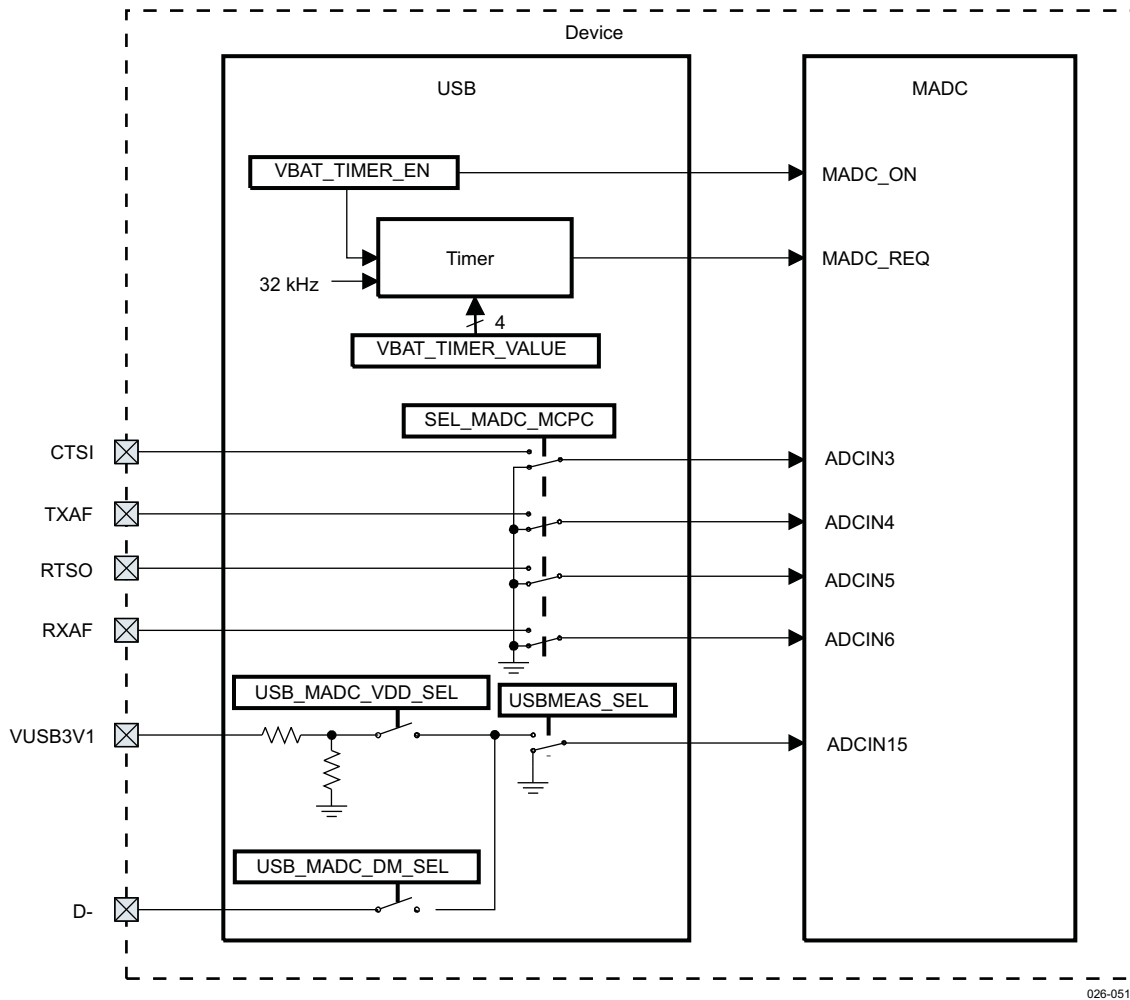 Device
USB
MADC
VBAT_TIMER_EN
MADC_ON
Timer
MADC_REQ
32 kHz
4
VBAT_TIMER_VALUE
SEL_MADC_MCPC
CTSI
ADCIN3
TXAF
ADCIN4
RTSO
ADCIN5
RXAF
ADCIN6
USB_MADC_VDD_SEL
USBMEAS_SEL
VUSB3V1
ADCIN15
USB_MADC_DM_SEL
D-
026-051